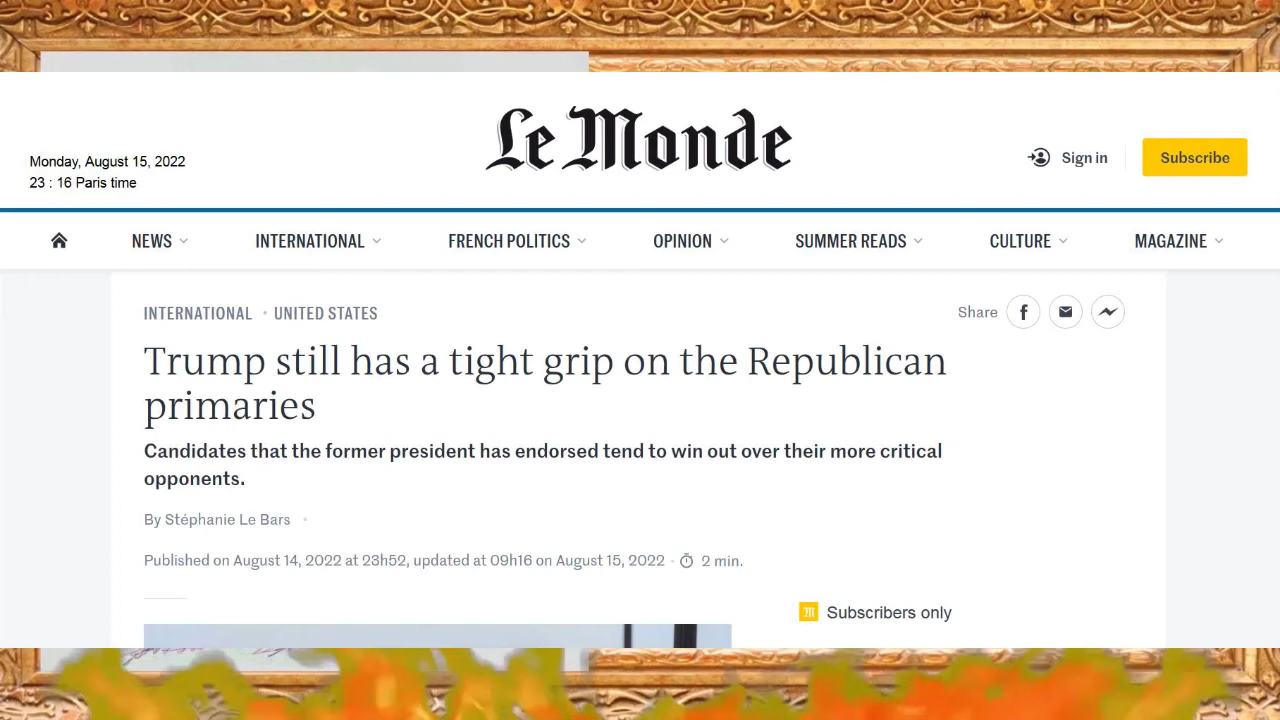 Le Monde
Monday, August 15, 2022
23 : 16 Paris time
Sign in
Subscribe
NEWS
INTERNATIONAL
FRENCH POLITICS
OPINION
SUMMER READS
CULTURE
MAGAZINE
INTERNATIONAL • UNITED STATES
Share
Trump still has a tight grip on the Republican
primaries
Candidates that the former president has endorsed tend to win out over their more critical
opponents.
By Stéphanie Le Bars
Published on August 14, 2022 at 23h52, updated at 09h16 on August 15, 2022 · 2 min.
Subscribers only